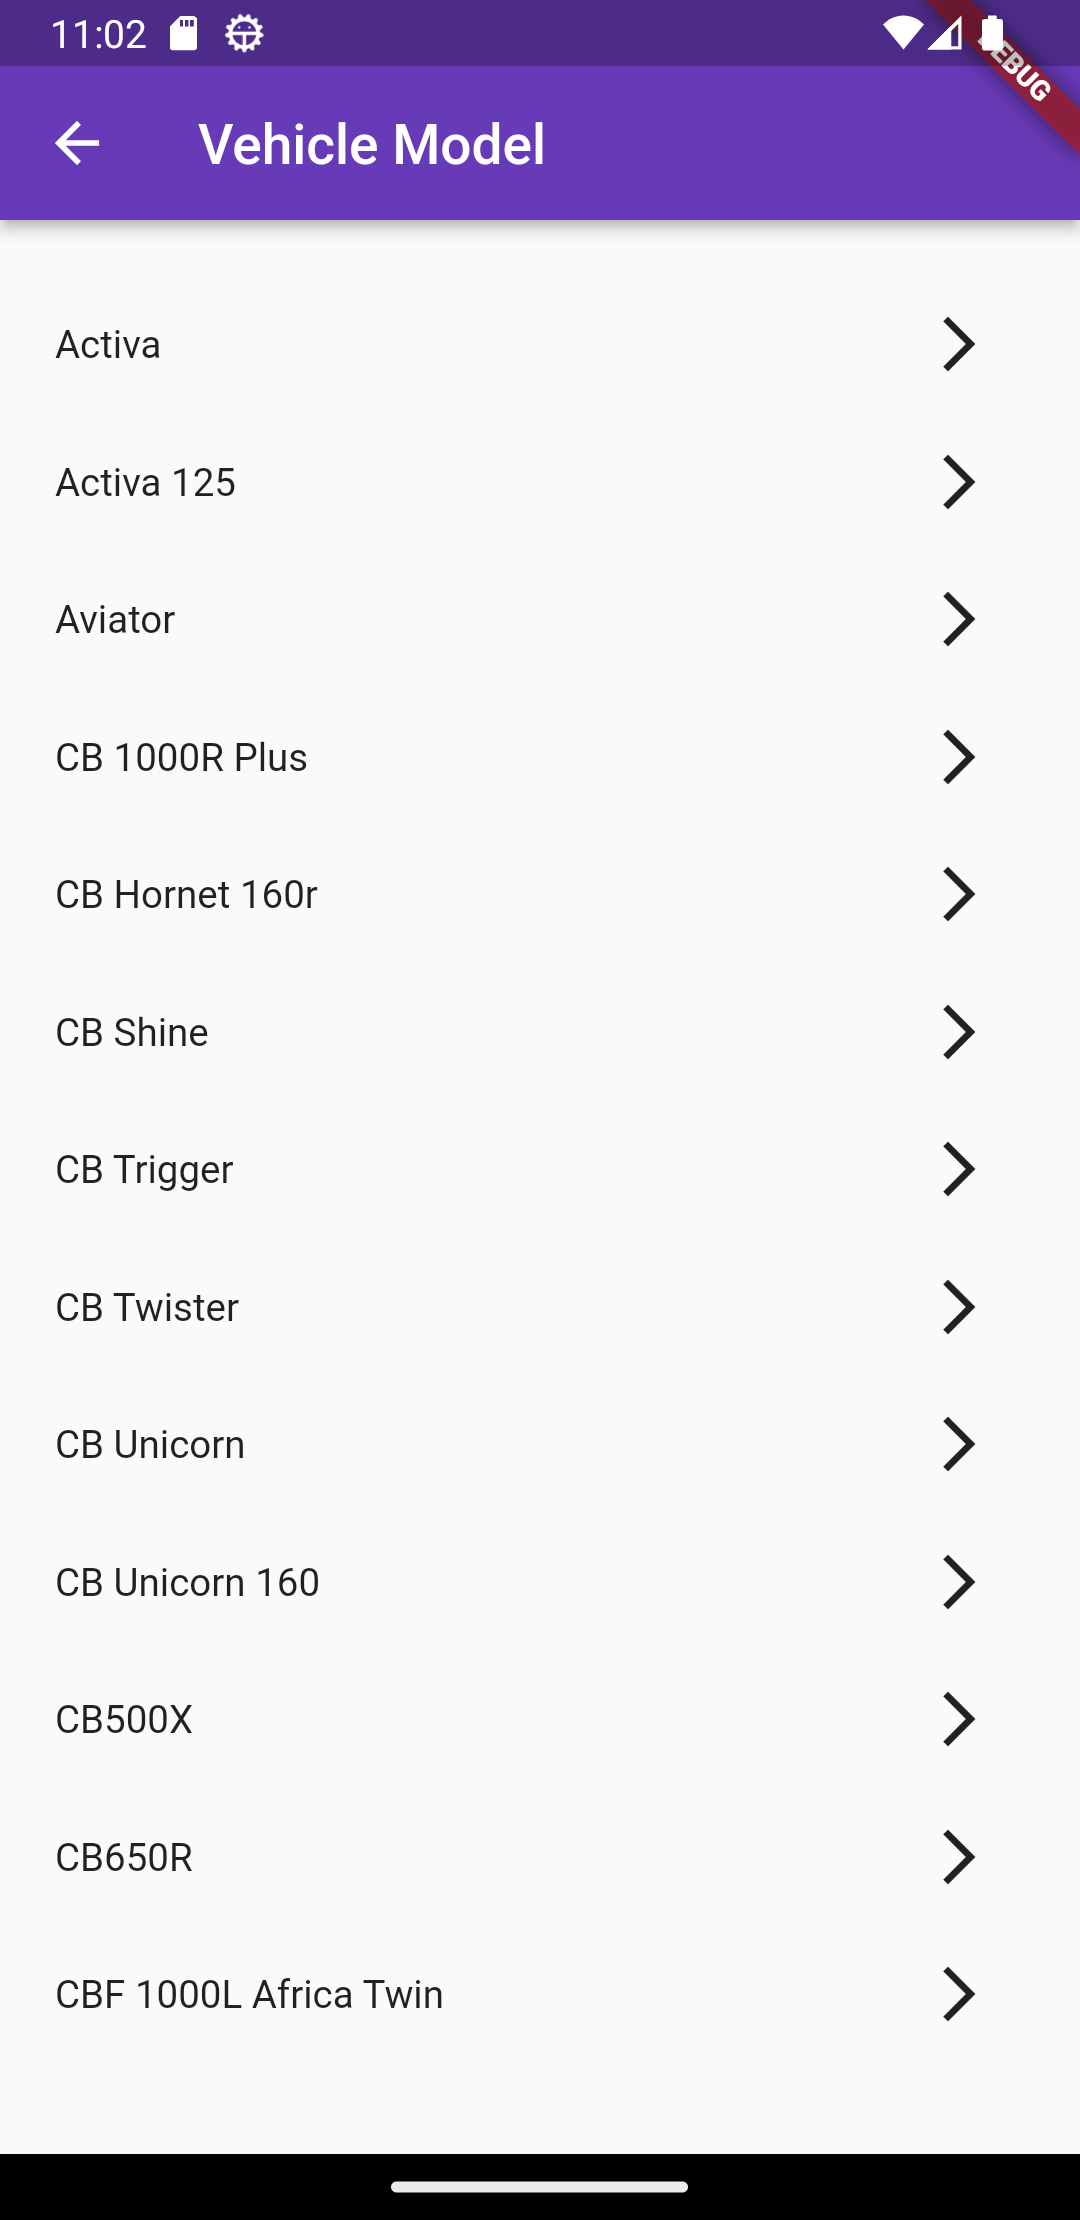 11:02
DEBUG
Vehicle Model
Activa
Activa 125
Aviator
CB 1000R Plus
CB Hornet 160r
CB Shine
CB Trigger
CB Twister
CB Unicorn
CB Unicorn 160
CB500X
CB650R
CBF 1000L Africa Twin